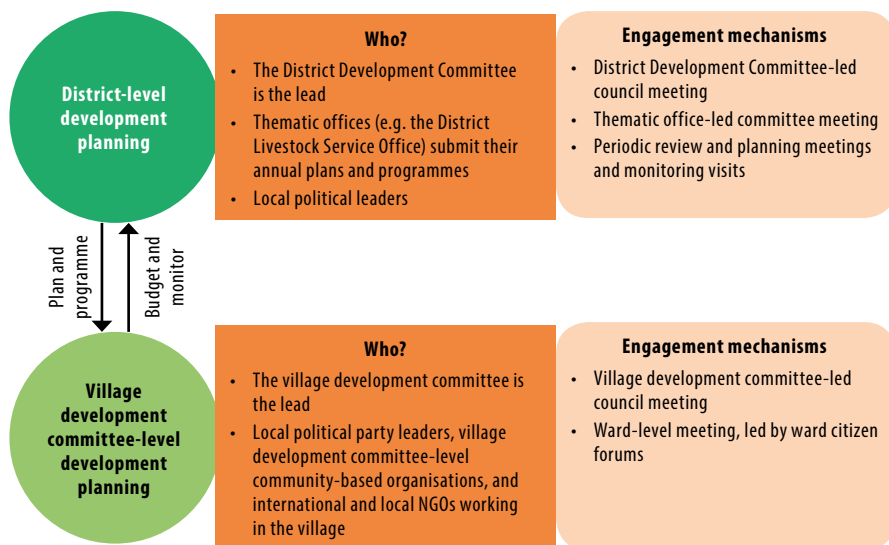 District-level
development
planning
Who?
• The District Development Committee
is the lead
• Thematic offices (e.g. the District
Livestock Service Office) submit their
annual plans and programmes
• Local political leaders
Engagement mechanisms
• District Development Committee-led
council meeting
• Thematic office-led committee meeting
• Periodic review and planning meetings
and monitoring visits
Plan and
programme
Budget and
monitor
Village
development
committee-level
development
planning
Who?
• The village development committee is
the lead
• Local political party leaders, village
development committee-level
community-based organisations, and
international and local NGOs working
in the village
Engagement mechanisms
• Village development committee-led
council meeting
• Ward-level meeting, led by ward citizen
forums